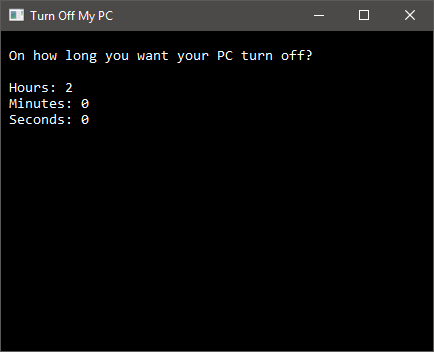 Turn Off My PC
On how long you want your PC turn off?
Hours: 2
Minutes: 0
Seconds: 0